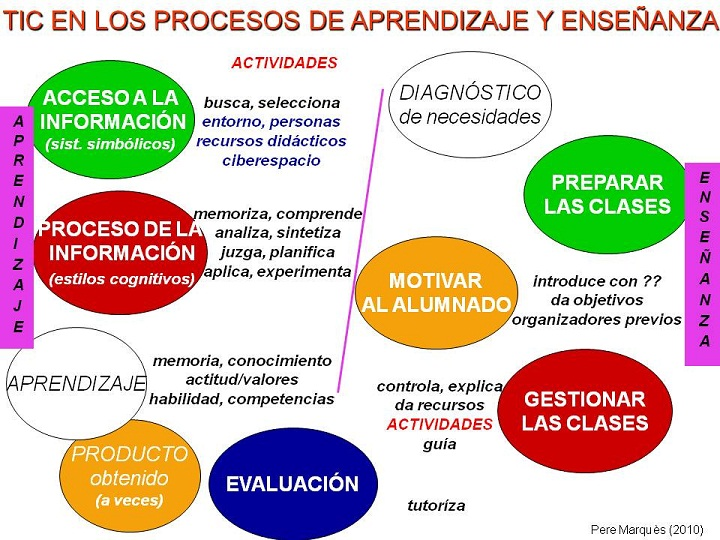 TIC EN LOS PROCESOS DE APRENDIZAJE Y ENSEÑANZA
APRENDIZAJE
ACTIVIDADES
ACCESO A LA
INFORMACIÓN
(sist. simbólicos)
busca, selecciona
entorno, personas
recursos didácticos
ciberespacio
PROCESO DE LA
INFORMACIÓN
(estilos cognitivos)
memoriza, comprende
analiza, sintetiza
juzga, planifica
aplica, experimenta
APRENDIZAJE
memoria, conocimiento
actitud/valores
habilidad, competencias
PRODUCTO
obtenido
(a veces)
EVALUACIÓN
DIAGNÓSTICO
de necesidades
PREPARAR
LAS CLASES
ENSEÑANZA
MOTIVAR
AL ALUMNADO
introduce con ??
da objetivos
organizadores previos
controla, explica
da recursos
ACTIVIDADES
guía
GESTIONAR
LAS CLASES
tutoríza
Pere Marquès (2010)